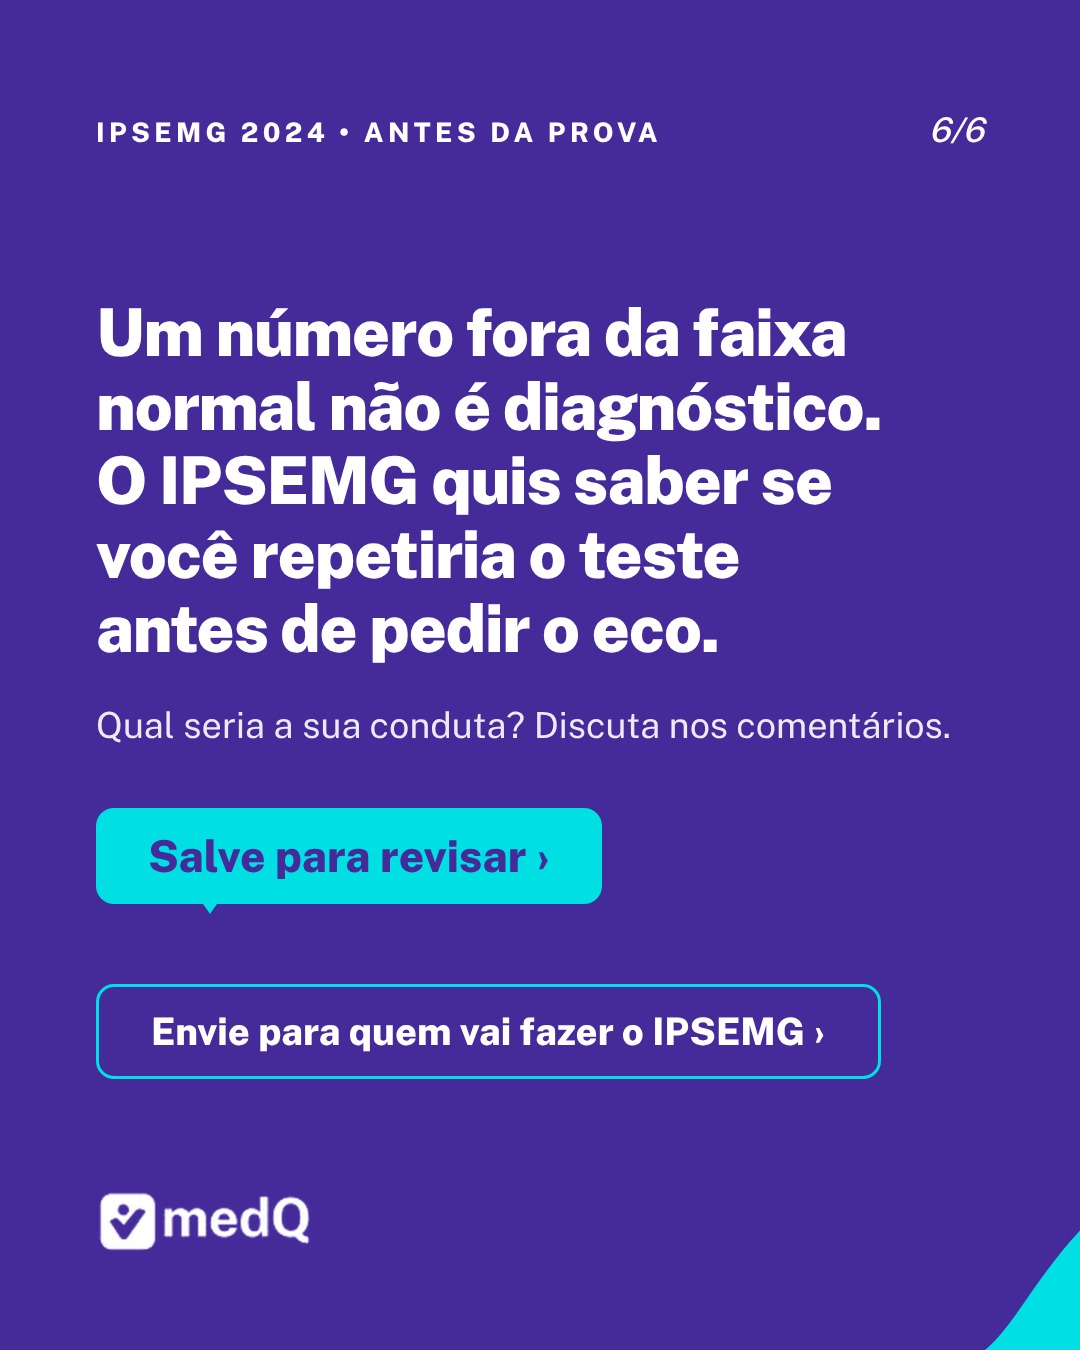 IPSEMG 2024 • ANTES DA PROVA
6/6
Um número fora da faixa
normal não é diagnóstico.
O IPSEMG quis saber se
você repetiria o teste
antes de pedir o eco.
Qual seria a sua conduta? Discuta nos comentários.
Salve para revisar ›
Envie para quem vai fazer o IPSEMG ›
medQ